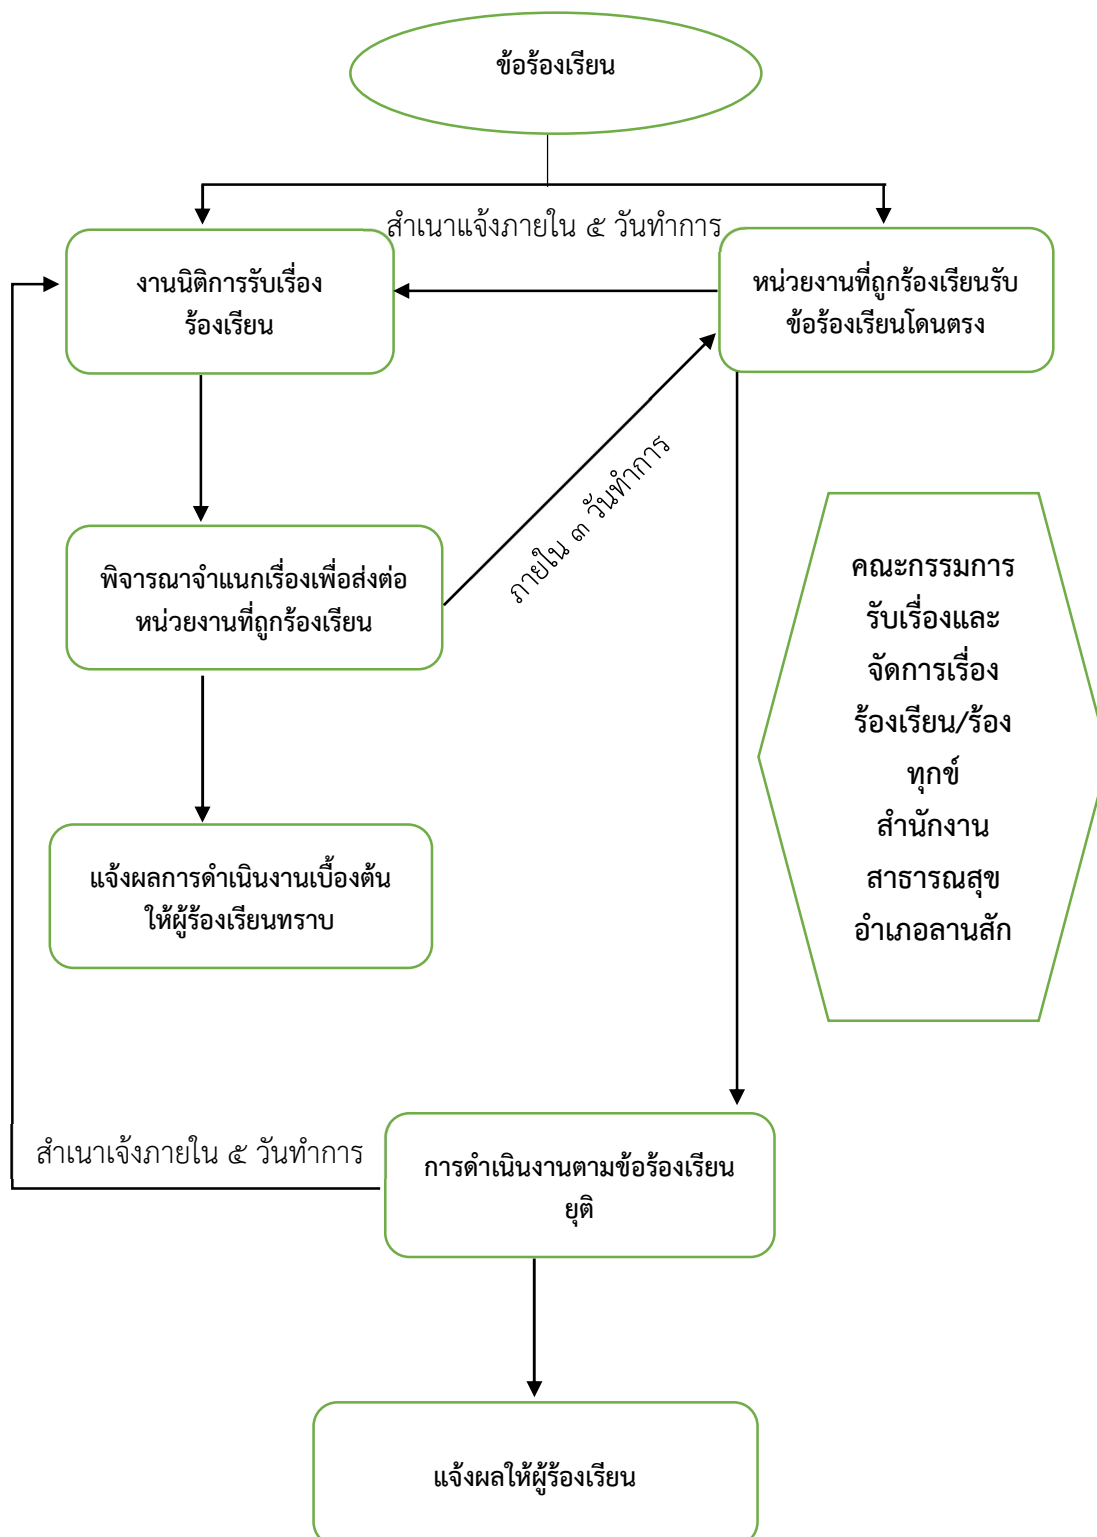 ข้อร้องเรียน
สำเนาแจ้งภายใน ๕ วันทำการ
งานนิติการรับเรื่อง
ร้องเรียน
หน่วยงานที่ถูกร้องเรียนรับ
ข้อร้องเรียนโดนตรง
ภายใน ๓ วันทำการ
พิจารณาจำแนกเรื่องเพื่อส่งต่อ
หน่วยงานที่ถูกร้องเรียน
คณะกรรมการ
รับเรื่องและ
จัดการเรื่อง
ร้องเรียน/ร้อง
ทุกข์
สำนักงาน
สาธารณสุข
อำเภอลานสัก
แจ้งผลการดำเนินงานเบื้องต้น
ให้ผู้ร้องเรียนทราบ
สำเนาเจ้งภายใน ๕ วันทำการ
การดำเนินงานตามข้อร้องเรียน
ยุติ
แจ้งผลให้ผู้ร้องเรียน